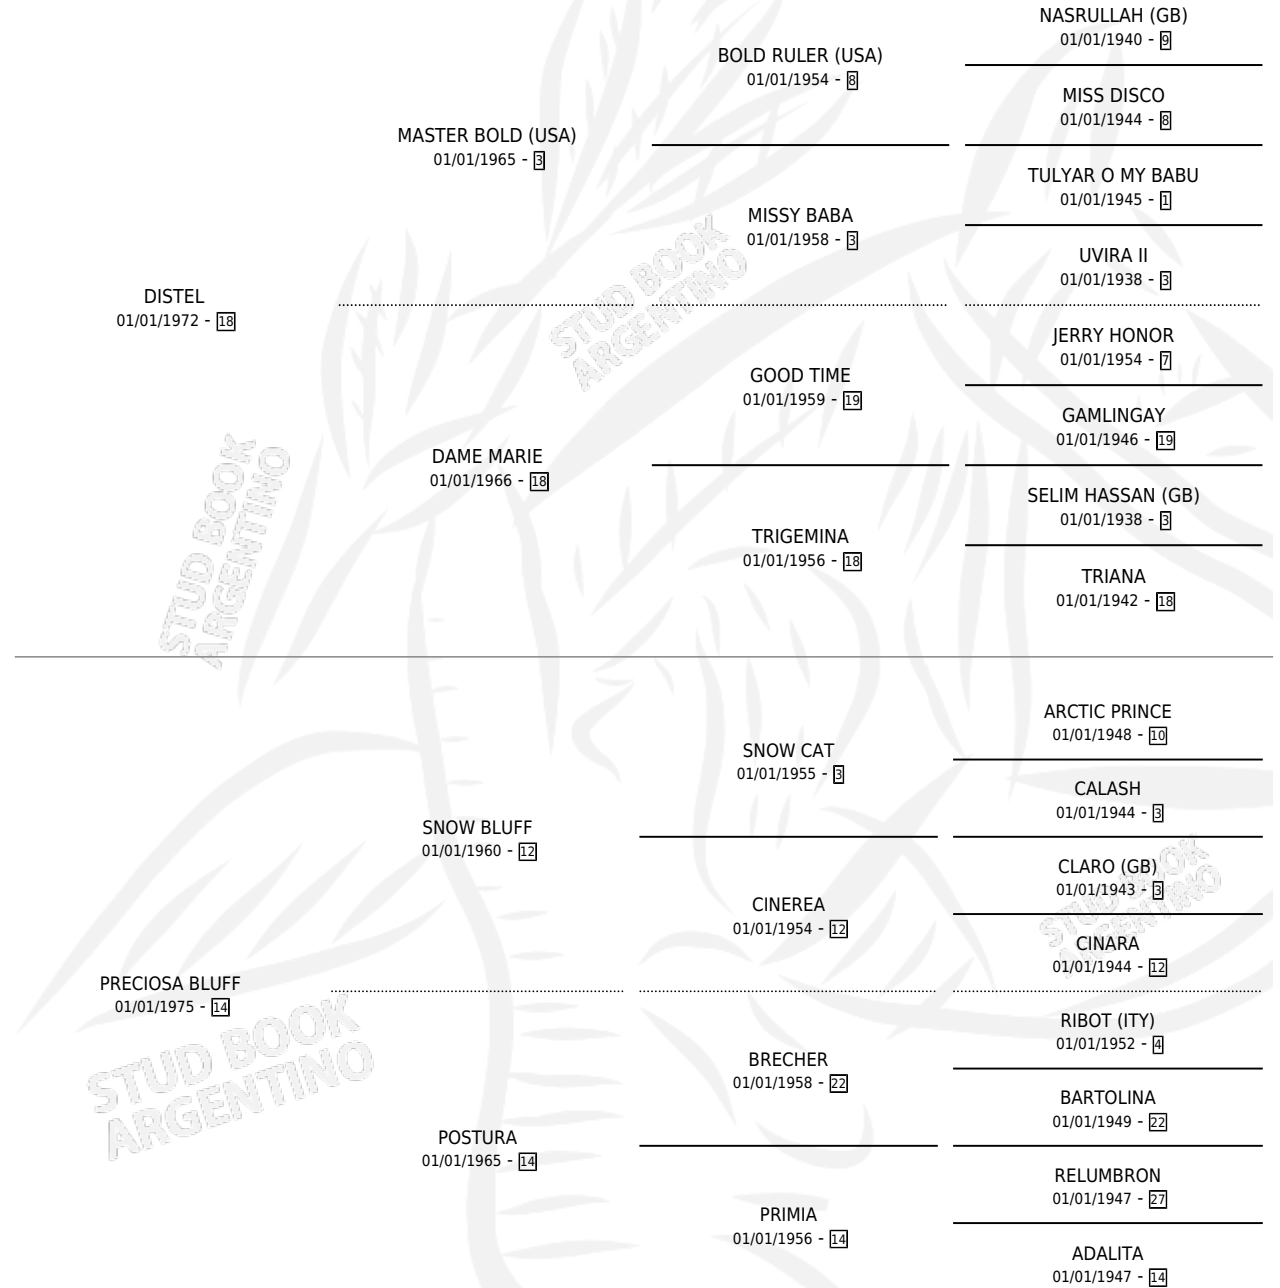 NASRULLAH (GB)
01/01/1940 - 9
BOLD RULER (USA)
01/01/1954 - 8
MISS DISCO
01/01/1944 - 8
MASTER BOLD (USA)
01/01/1965 - 3
TULYAR O MY BABU
01/01/1945 - 1
MISSY BABA
01/01/1958 - 3
UVIRA II
01/01/1938 - 3
DISTEL
01/01/1972 - 18
JERRY HONOR
01/01/1954 - 7
GOOD TIME
01/01/1959 - 19
GAMLINGAY
01/01/1946 - 19
DAME MARIE
01/01/1966 - 18
SELIM HASSAN (GB)
01/01/1938 - 3
TRIGEMINA
01/01/1956 - 18
TRIANA
01/01/1942 - 18
STUD BOOK
ARGENTINO
STUD BOOK
ARGENTINO
ARCTIC PRINCE
01/01/1948 - 10
SNOW CAT
01/01/1955 - 3
CALASH
01/01/1944 - 3
SNOW BLUFF
01/01/1960 - 12
CLARO (GB)
01/01/1943 - 3
CINEREA
01/01/1954 - 12
CINARA
01/01/1944 - 12
STUD BOOK
ARGENTINO
PRECIOSA BLUFF
01/01/1975 - 14
RIBOT (ITY)
01/01/1952 - 4
BRECHER
01/01/1958 - 22
BARTOLINA
01/01/1949 - 22
STUD BOOK
ARGENTINO
POSTURA
01/01/1965 - 14
RELUMBRON
01/01/1947 - 27
PRIMIA
01/01/1956 - 14
ADALITA
01/01/1947 - 14